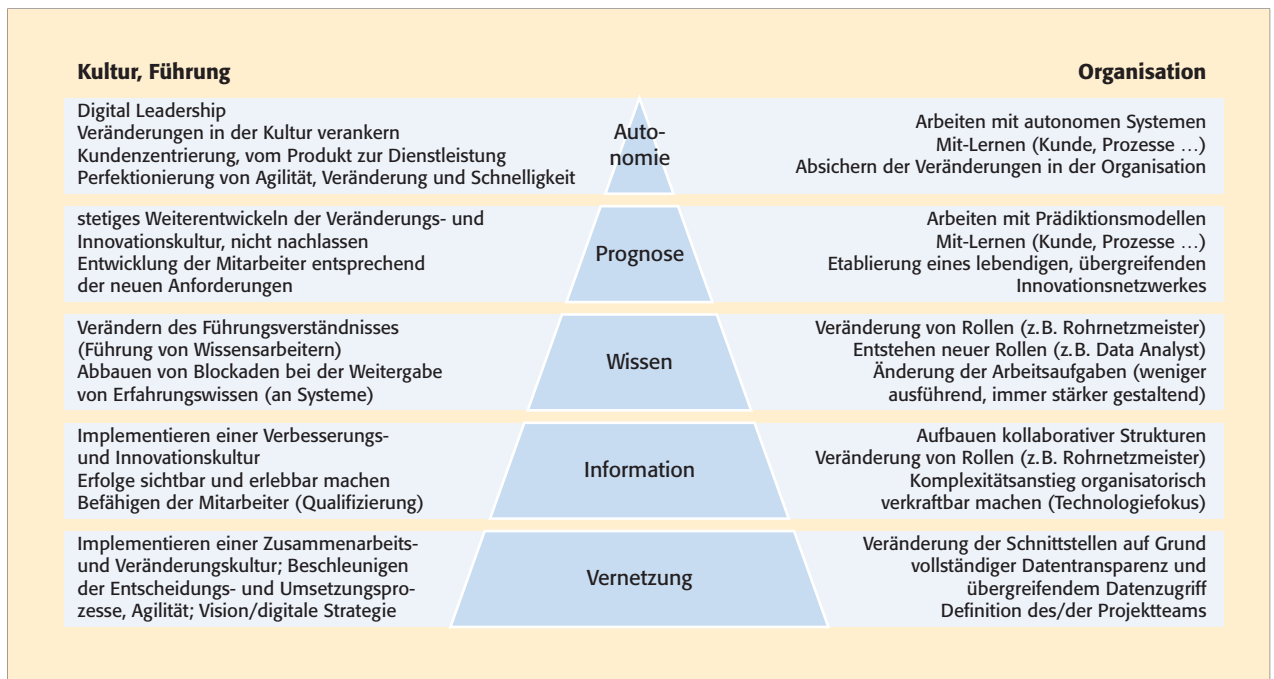 Kultur, Führung
Organisation
Digital Leadership
Veränderungen in der Kultur verankern
Kundenzentrierung, vom Produkt zur Dienstleistung
Perfektionierung von Agilität, Veränderung und Schnelligkeit
Auto-
nomie
Arbeiten mit autonomen Systemen
Mit-Lernen (Kunde, Prozesse …)
Absichern der Veränderungen in der Organisation
stetiges Weiterentwickeln der Veränderungs- und
Innovationskultur, nicht nachlassen
Entwicklung der Mitarbeiter entsprechend
der neuen Anforderungen
Prognose
Arbeiten mit Prädiktionsmodellen
Mit-Lernen (Kunde, Prozesse …)
Etablierung eines lebendigen, übergreifenden
Innovationsnetzwerkes
Verändern des Führungsverständnisses
(Führung von Wissensarbeitern)
Abbauen von Blockaden bei der Weitergabe
von Erfahrungswissen (an Systeme)
Wissen
Veränderung von Rollen (z.B. Rohrnetzmeister)
Entstehen neuer Rollen (z.B. Data Analyst)
Änderung der Arbeitsaufgaben (weniger
ausführend, immer stärker gestaltend)
Implementieren einer Verbesserungs-
und Innovationskultur
Erfolge sichtbar und erlebbar machen
Befähigen der Mitarbeiter (Qualifizierung)
Information
Aufbauen kollaborativer Strukturen
Veränderung von Rollen (z.B. Rohrnetzmeister)
Komplexitätsanstieg organisatorisch
verkraftbar machen (Technologiefokus)
Implementieren einer Zusammenarbeits-
und Veränderungskultur; Beschleunigen
der Entscheidungs- und Umsetzungspro-
zesse, Agilität; Vision/digitale Strategie
Vernetzung
Veränderung der Schnittstellen auf Grund
vollständiger Datentransparenz und
übergreifendem Datenzugriff
Definition des/der Projektteams